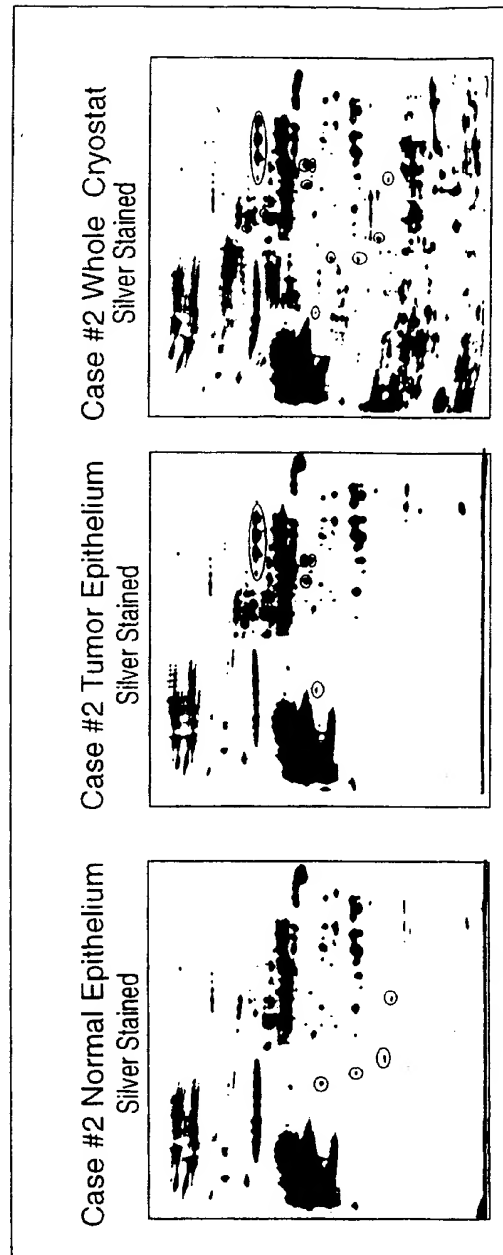 Case #2 Normal Epithelium
Silver Stained
Case #2 Tumor Epithelium
Silver Stained
Case #2 Whole Cryostat
Silver Stained